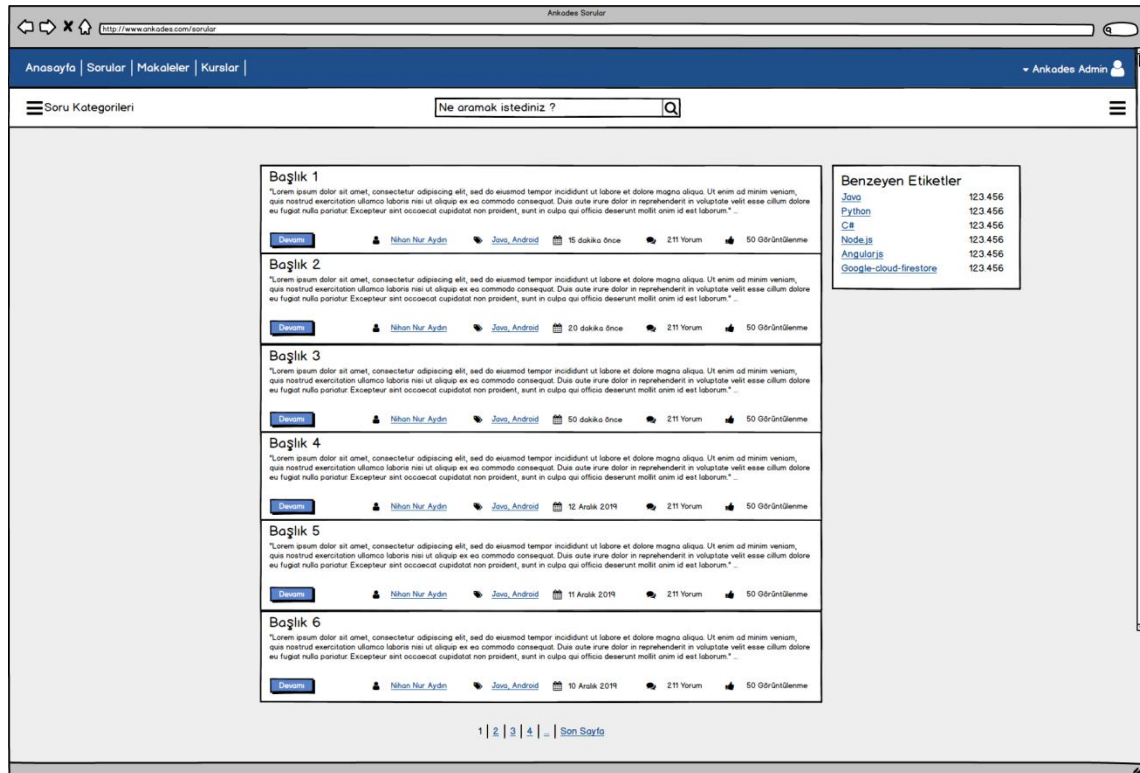 Ankades Sorular
http://www.ankades.com/sorular
Anasayfa | Sorular | Makaleler | Kurslar |
Ankades Admin
Soru Kategorileri
Ne aramak istediniz ?
Başlık 1
"Lorem ipsum dolor sit amet, consectetur adipiscing elit, sed do eiusmod tempor incididunt ut labore et dolore magna aliqua. Ut enim ad minim veniam,
quis nostrud exercitation ullamco laboris nisi ut aliquip ex ea commodo consequat. Duis aute irure dolor in reprehenderit in voluptate velit esse cillum dolore
eu fugiat nulla pariatur. Excepteur sint occaecat cupidatat non proident, sunt in culpa qui officia deserunt mollit anim id est laborum." ...
Devamı Nihan Nur Aydın Java, Android 15 dakika önce 211 Yorum 50 Görüntülenme
Başlık 2
"Lorem ipsum dolor sit amet, consectetur adipiscing elit, sed do eiusmod tempor incididunt ut labore et dolore magna aliqua. Ut enim ad minim veniam,
quis nostrud exercitation ullamco laboris nisi ut aliquip ex ea commodo consequat. Duis aute irure dolor in reprehenderit in voluptate velit esse cillum dolore
eu fugiat nulla pariatur. Excepteur sint occaecat cupidatat non proident, sunt in culpa qui officia deserunt mollit anim id est laborum." ...
Devamı Nihan Nur Aydın Java, Android 20 dakika önce 211 Yorum 50 Görüntülenme
Başlık 3
"Lorem ipsum dolor sit amet, consectetur adipiscing elit, sed do eiusmod tempor incididunt ut labore et dolore magna aliqua. Ut enim ad minim veniam,
quis nostrud exercitation ullamco laboris nisi ut aliquip ex ea commodo consequat. Duis aute irure dolor in reprehenderit in voluptate velit esse cillum dolore
eu fugiat nulla pariatur. Excepteur sint occaecat cupidatat non proident, sunt in culpa qui officia deserunt mollit anim id est laborum." ...
Devamı Nihan Nur Aydın Java, Android 50 dakika önce 211 Yorum 50 Görüntülenme
Başlık 4
"Lorem ipsum dolor sit amet, consectetur adipiscing elit, sed do eiusmod tempor incididunt ut labore et dolore magna aliqua. Ut enim ad minim veniam,
quis nostrud exercitation ullamco laboris nisi ut aliquip ex ea commodo consequat. Duis aute irure dolor in reprehenderit in voluptate velit esse cillum dolore
eu fugiat nulla pariatur. Excepteur sint occaecat cupidatat non proident, sunt in culpa qui officia deserunt mollit anim id est laborum." ...
Devamı Nihan Nur Aydın Java, Android 12 Aralık 2019 211 Yorum 50 Görüntülenme
Başlık 5
"Lorem ipsum dolor sit amet, consectetur adipiscing elit, sed do eiusmod tempor incididunt ut labore et dolore magna aliqua. Ut enim ad minim veniam,
quis nostrud exercitation ullamco laboris nisi ut aliquip ex ea commodo consequat. Duis aute irure dolor in reprehenderit in voluptate velit esse cillum dolore
eu fugiat nulla pariatur. Excepteur sint occaecat cupidatat non proident, sunt in culpa qui officia deserunt mollit anim id est laborum." ...
Devamı Nihan Nur Aydın Java, Android 11 Aralık 2019 211 Yorum 50 Görüntülenme
Başlık 6
"Lorem ipsum dolor sit amet, consectetur adipiscing elit, sed do eiusmod tempor incididunt ut labore et dolore magna aliqua. Ut enim ad minim veniam,
quis nostrud exercitation ullamco laboris nisi ut aliquip ex ea commodo consequat. Duis aute irure dolor in reprehenderit in voluptate velit esse cillum dolore
eu fugiat nulla pariatur. Excepteur sint occaecat cupidatat non proident, sunt in culpa qui officia deserunt mollit anim id est laborum." ...
Devamı Nihan Nur Aydın Java, Android 10 Aralık 2019 211 Yorum 50 Görüntülenme
Benzeyen Etiketler
Java 123.456
Python 123.456
C# 123.456
Node.js 123.456
Angularjs 123.456
Google-cloud-firestore 123.456
1 | 2 | 3 | 4 | ... | Son Sayfa